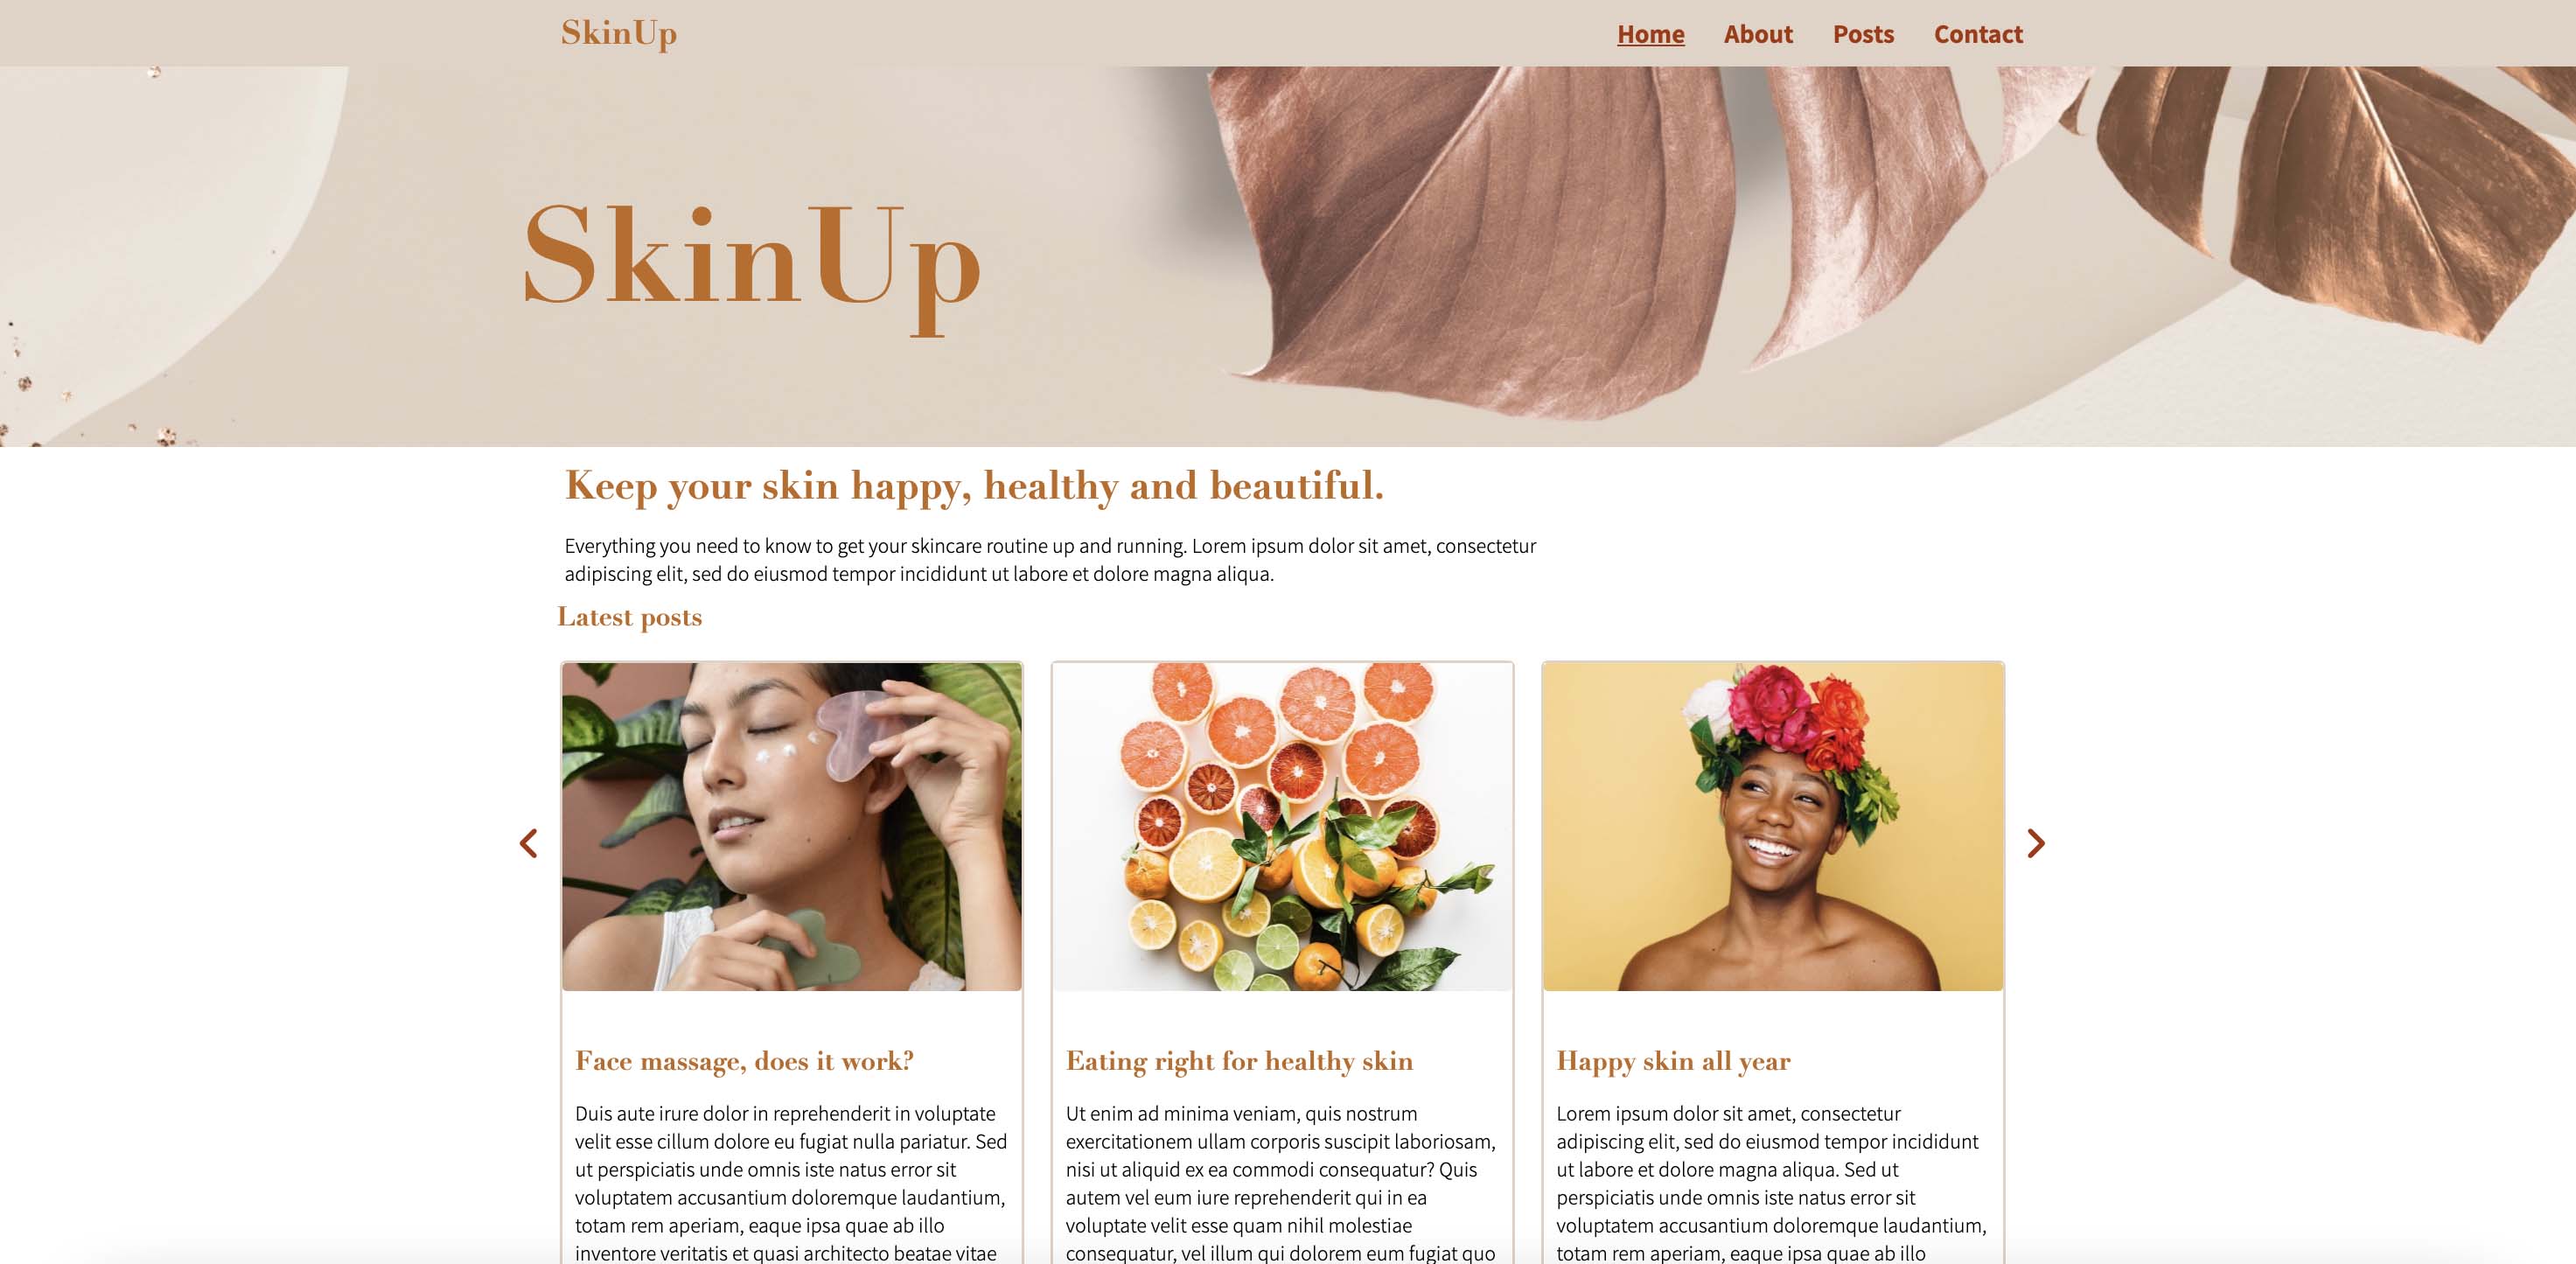 SkinUp
Home About Posts Contact
SkinUp
Keep your skin happy, healthy and beautiful.
Everything you need to know to get your skincare routine up and running. Lorem ipsum dolor sit amet, consectetur
adipiscing elit, sed do eiusmod tempor incididunt ut labore et dolore magna aliqua.
Latest posts
Face massage, does it work?
Duis aute irure dolor in reprehenderit in voluptate
velit esse cillum dolore eu fugiat nulla pariatur. Sed
ut perspiciatis unde omnis iste natus error sit
voluptatem accusantium doloremque laudantium,
totam rem aperiam, eaque ipsa quae ab illo
inventore veritatis et quasi architecto beatae vitae
Eating right for healthy skin
Ut enim ad minima veniam, quis nostrum
exercitationem ullam corporis suscipit laboriosam,
nisi ut aliquid ex ea commodi consequatur? Quis
autem vel eum iure reprehenderit qui in ea
voluptate velit esse quam nihil molestiae
consequatur, vel illum qui dolorem eum fugiat quo
Happy skin all year
Lorem ipsum dolor sit amet, consectetur
adipiscing elit, sed do eiusmod tempor incididunt
ut labore et dolore magna aliqua. Sed ut
perspiciatis unde omnis iste natus error sit
voluptatem accusantium doloremque laudantium,
totam rem aperiam, eaque ipsa quae ab illo